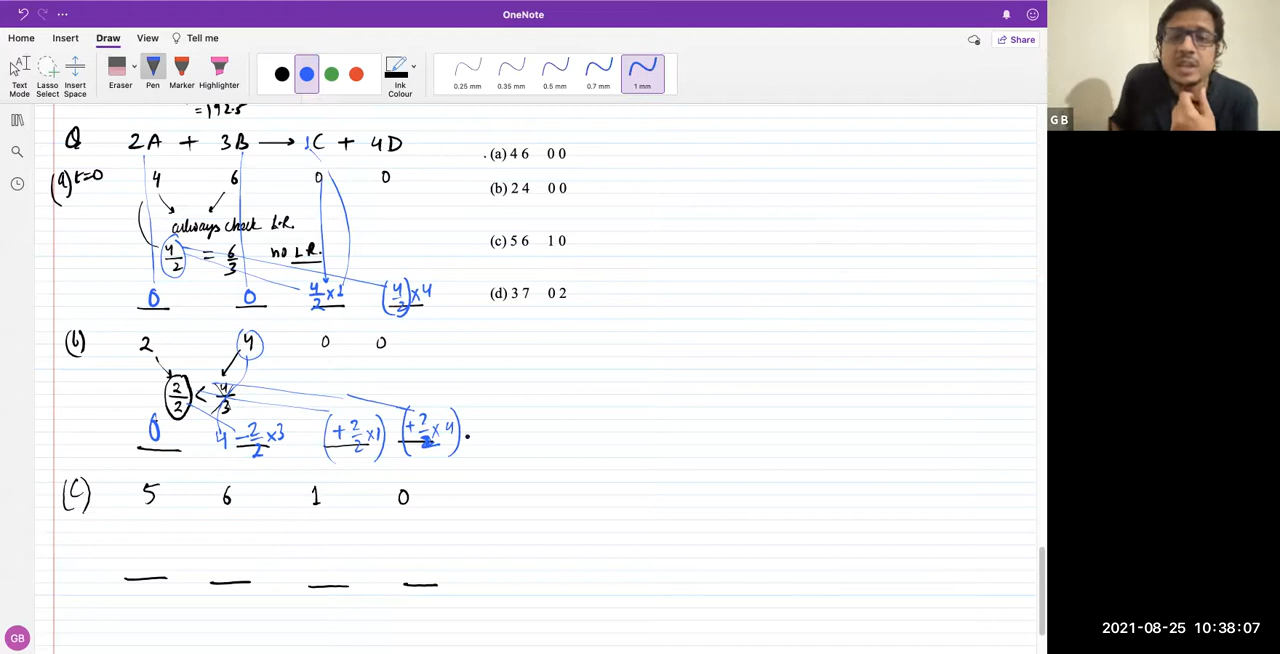 OneNote
Home Insert Draw View Tell me
Share
Text Mode Lasso Select Insert Space Eraser Pen Marker Highlighter Ink Colour 0.25 mm 0.35 mm 0.5 mm 0.7 mm 1 mm
= 192.5
Q 2A + 3B → 1C + 4D
(a) t=0 4 6 0 0
always check L.R.
4/2 = 6/3 no L.R.
0 0 4/2 x 1 (4/2) x 4
(b) 2 4 0 0
2/2 < 4/3
0 4 - 2/2 x 3 (+ 2/2 x 1) (+ 2/2 x 4)
(C) 5 6 1 0
(a) 4 6 0 0
(b) 2 4 0 0
(c) 5 6 1 0
(d) 3 7 0 2
G B
GB
2021-08-25 10:38:07